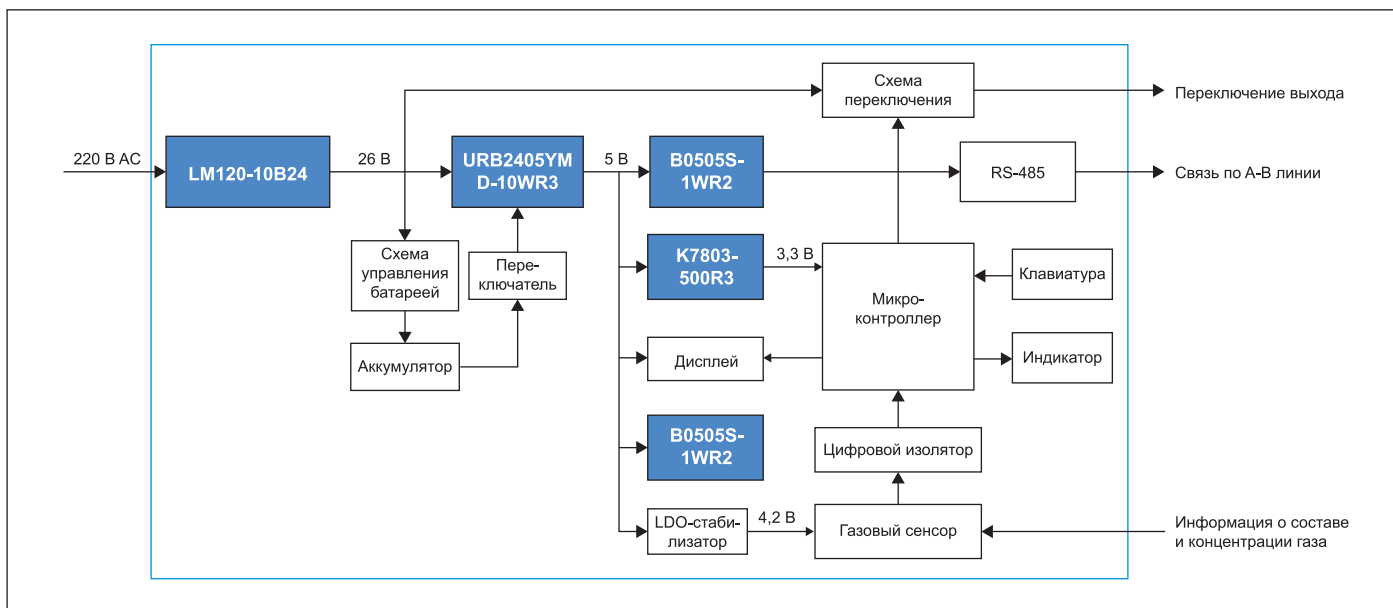 Схема
переключения
Переключение выхода
220 В AC
LM120-10B24
26 В
URB2405YM
D-10WR3
5 В
B0505S-
1WR2
RS-485
Связь по A-B линии
Схема
управления
батареей
Пере-
ключатель
K7803-
500R3
3,3 В
Микро-
контроллер
Клавиатура
Аккумулятор
Дисплей
Индикатор
B0505S-
1WR2
Цифровой изолятор
LDO-стаби-
лизатор
4,2 В
Газовый сенсор
Информация о составе
и концентрации газа